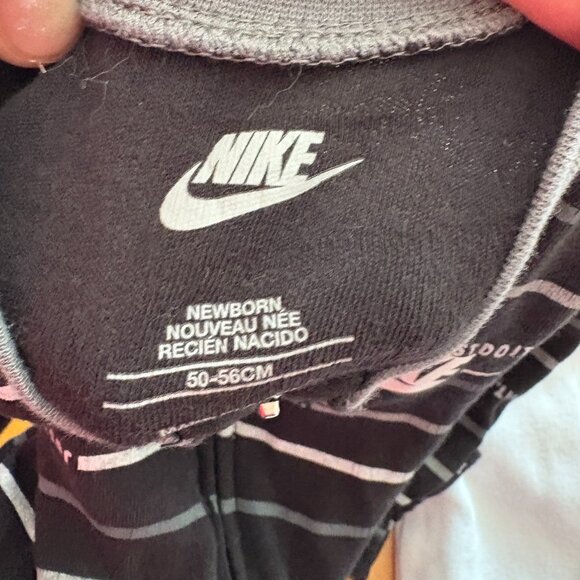 NIKE
NEWBORN
NOUVEAU NÉE
RECIÉN NACIDO
50-56CM